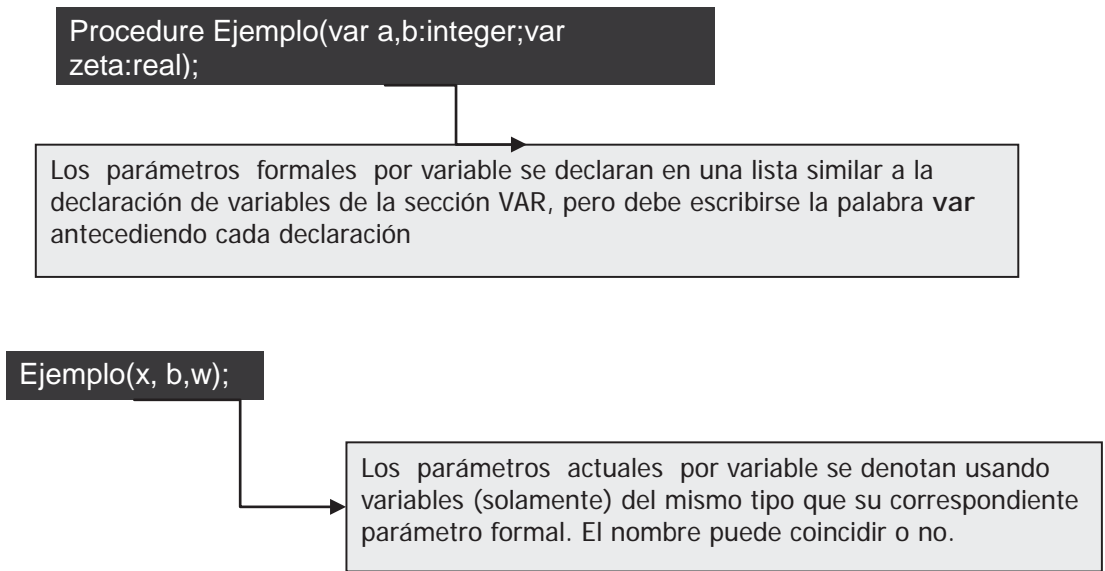 Procedure Ejemplo(var a,b:integer;var
zeta:real);
Los parámetros formales por variable se declaran en una lista similar a la
declaración de variables de la sección VAR, pero debe escribirse la palabra var
antecediendo cada declaración
Ejemplo(x, b,w);
Los parámetros actuales por variable se denotan usando
variables (solamente) del mismo tipo que su correspondiente
parámetro formal. El nombre puede coincidir o no.